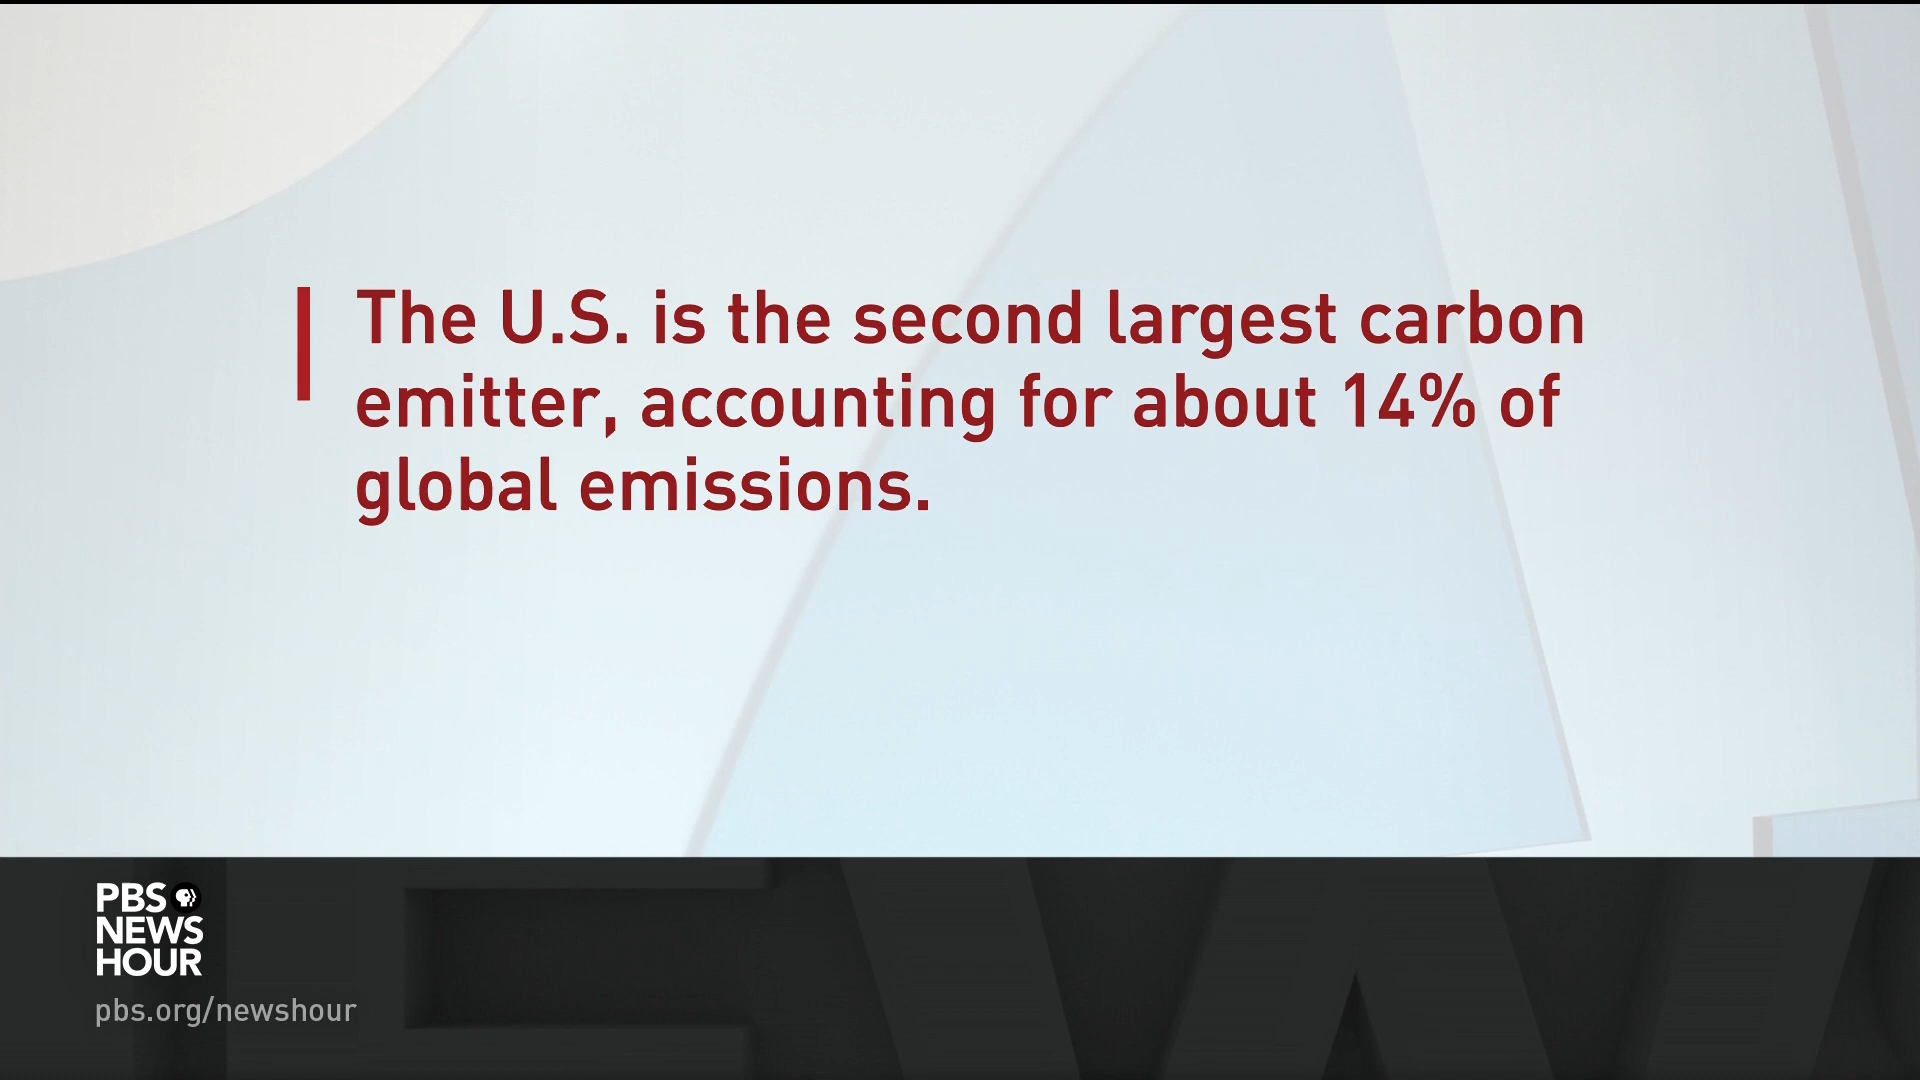 The U.S. is the second largest carbon
emitter, accounting for about 14% of
global emissions.
PBS
NEWS
HOUR
pbs.org/newshour